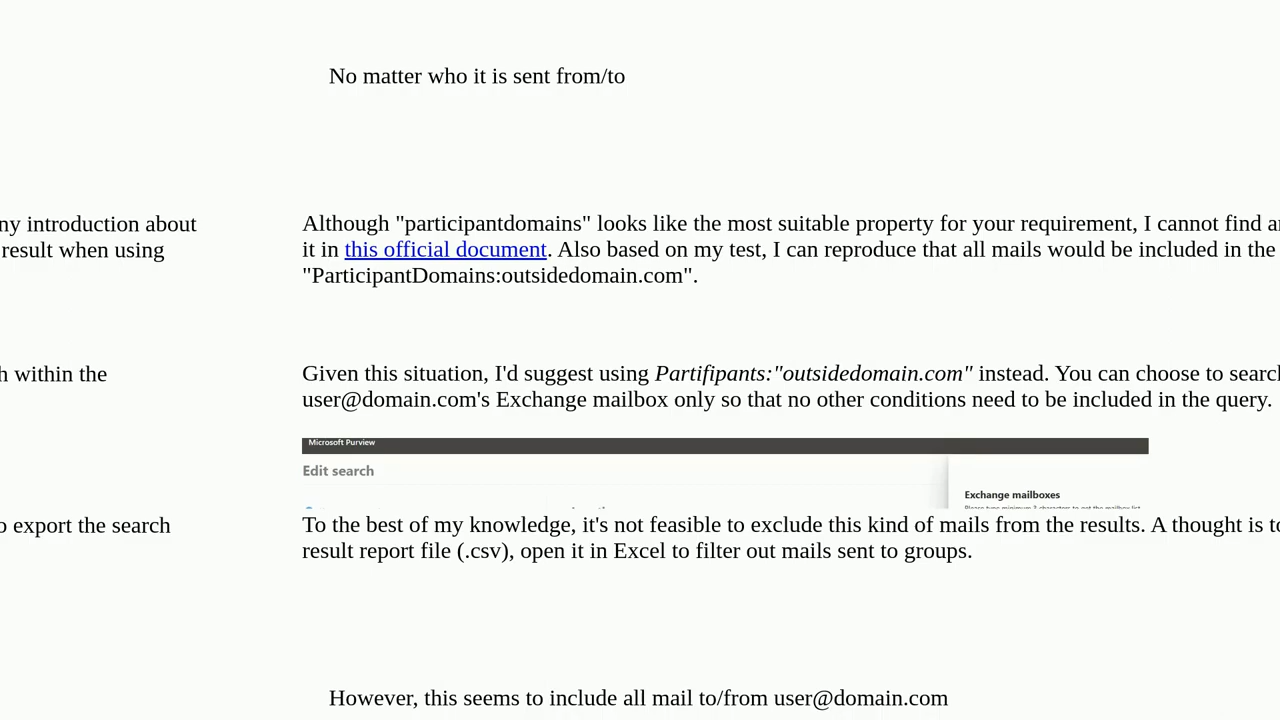 No matter who it is sent from/to
ny introduction about
result when using
Although "participantdomains" looks like the most suitable property for your requirement, I cannot find
it in this official document. Also based on my test, I can reproduce that all mails would be included in the
"ParticipantDomains:outsidedomain.com".
h within the
Given this situation, I'd suggest using Partifipants:"outsidedomain.com" instead. You can choose to search
user@domain.com's Exchange mailbox only so that no other conditions need to be included in the query.
Microsoft Purview
Edit search
Exchange mailboxes
o export the search
To the best of my knowledge, it's not feasible to exclude this kind of mails from the results. A thought is to
result report file (.csv), open it in Excel to filter out mails sent to groups.
However, this seems to include all mail to/from user@domain.com